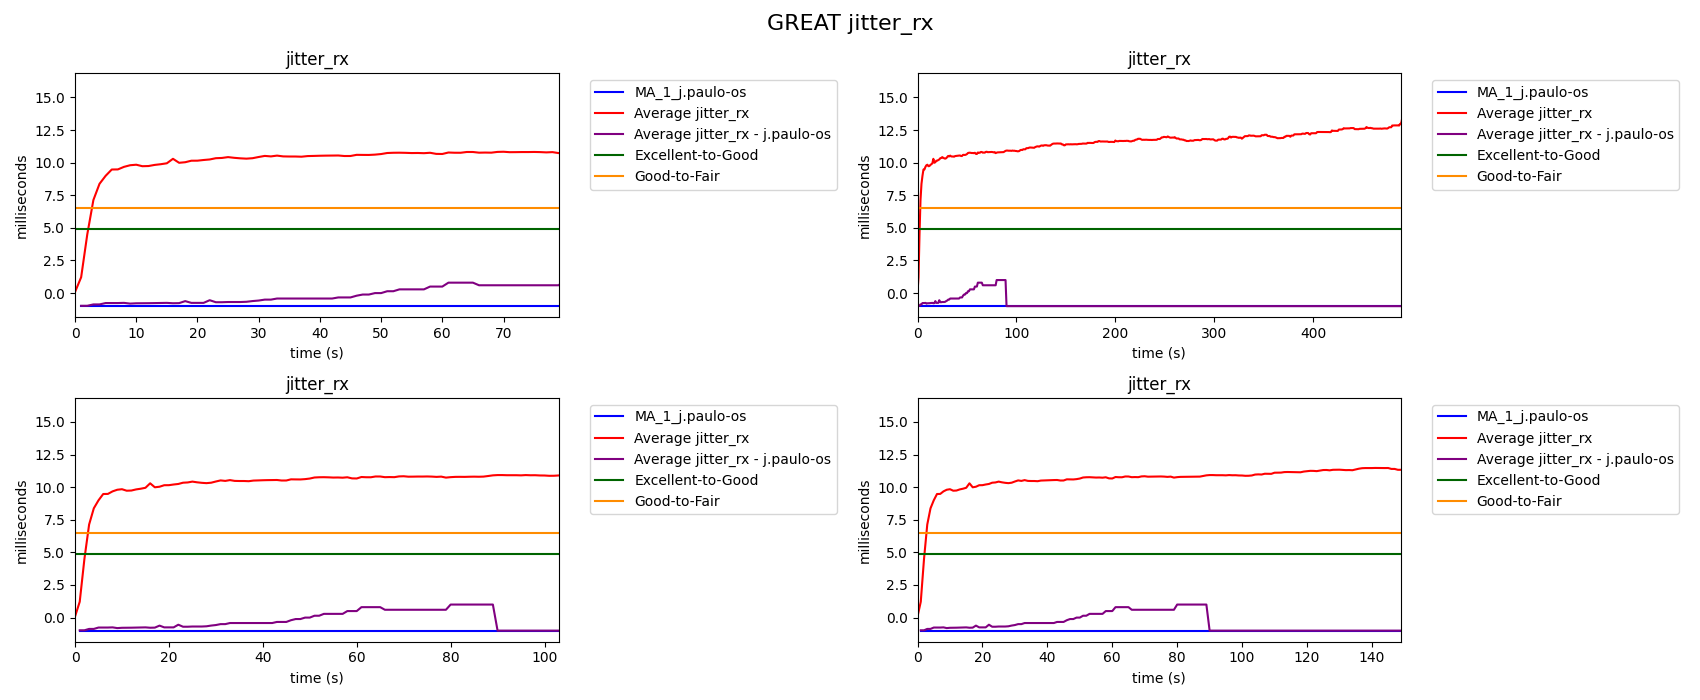 GREAT jitter_rx
jitter_rx
milliseconds
15.0
12.5
10.0
7.5
5.0
2.5
0.0
0 10 20 30 40 50 60 70
time (s)
MA_1_j.paulo-os
Average jitter_rx
Average jitter_rx - j.paulo-os
Excellent-to-Good
Good-to-Fair
jitter_rx
milliseconds
15.0
12.5
10.0
7.5
5.0
2.5
0.0
0 100 200 300 400
time (s)
MA_1_j.paulo-os
Average jitter_rx
Average jitter_rx - j.paulo-os
Excellent-to-Good
Good-to-Fair
jitter_rx
milliseconds
15.0
12.5
10.0
7.5
5.0
2.5
0.0
0 20 40 60 80 100
time (s)
MA_1_j.paulo-os
Average jitter_rx
Average jitter_rx - j.paulo-os
Excellent-to-Good
Good-to-Fair
jitter_rx
milliseconds
15.0
12.5
10.0
7.5
5.0
2.5
0.0
0 20 40 60 80 100 120 140
time (s)
MA_1_j.paulo-os
Average jitter_rx
Average jitter_rx - j.paulo-os
Excellent-to-Good
Good-to-Fair